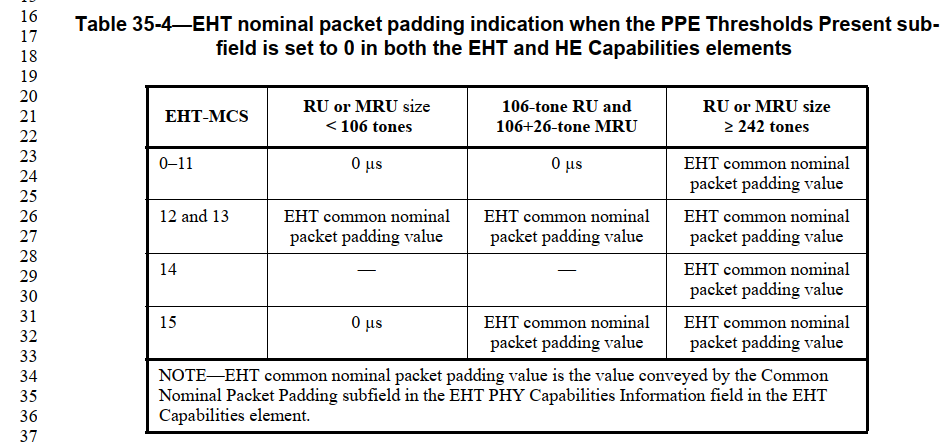 15
16
17
18
19
20
21
22
23
24
25
26
27
28
29
30
31
32
33
34
35
36
37
Table 35-4—EHT nominal packet padding indication when the PPE Thresholds Present sub-
field is set to 0 in both the EHT and HE Capabilities elements
EHT-MCS
RU or MRU size
< 106 tones
106-tone RU and
106+26-tone MRU
RU or MRU size
≥ 242 tones
0–11
0 µs
0 µs
EHT common nominal
packet padding value
12 and 13
EHT common nominal
packet padding value
EHT common nominal
packet padding value
EHT common nominal
packet padding value
14
—
—
EHT common nominal
packet padding value
15
0 µs
EHT common nominal
packet padding value
EHT common nominal
packet padding value
NOTE—EHT common nominal packet padding value is the value conveyed by the Common
Nominal Packet Padding subfield in the EHT PHY Capabilities Information field in the EHT
Capabilities element.